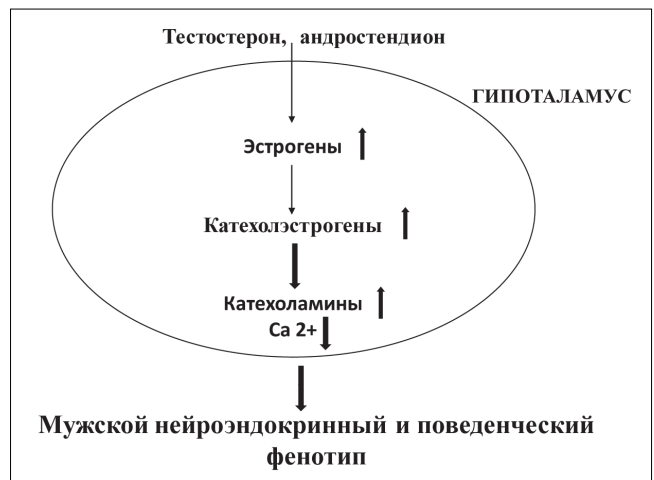 Тестостерон, андростендион
ГИПОТАЛАМУС
Эстрогены
Катехолэстрогены
Катехоламины
Ca 2+
Мужской нейроэндокринный и поведенческий
фенотип